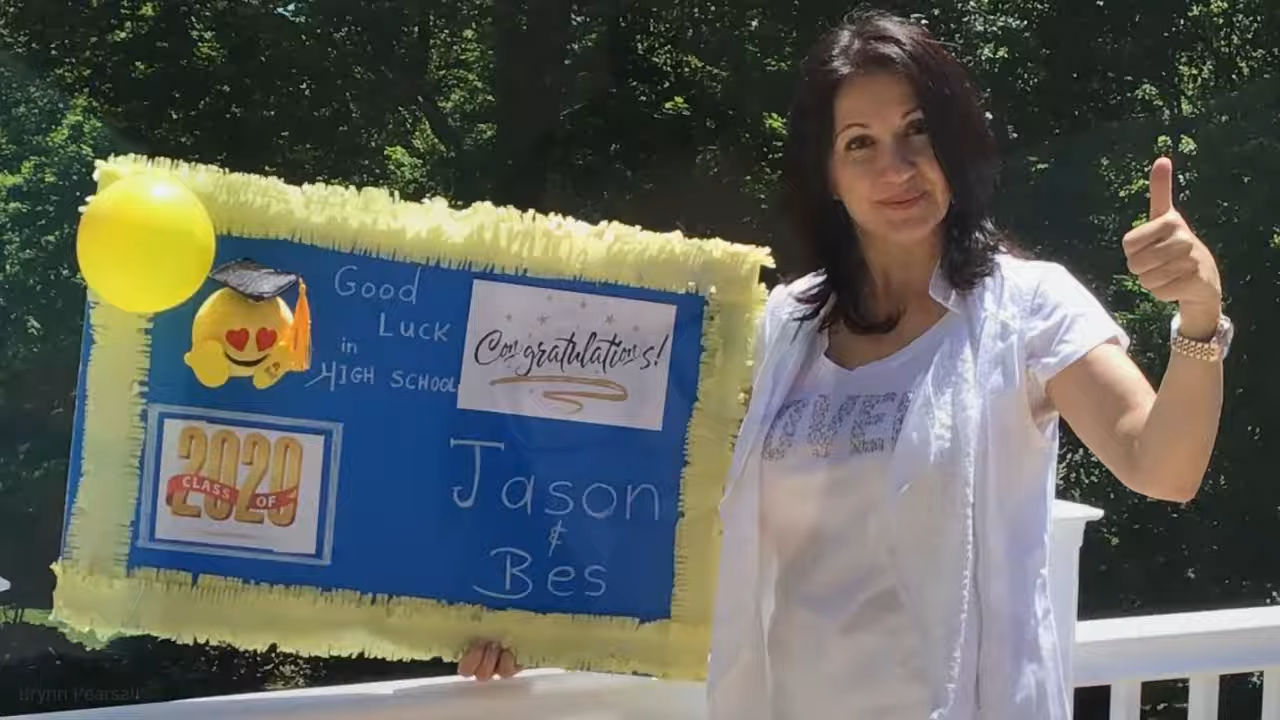 Good
Luck
in
HIGH SCHOOL
Congratulations!
2020
CLASS OF
Jason
&
Bes
Brynn Pearsall